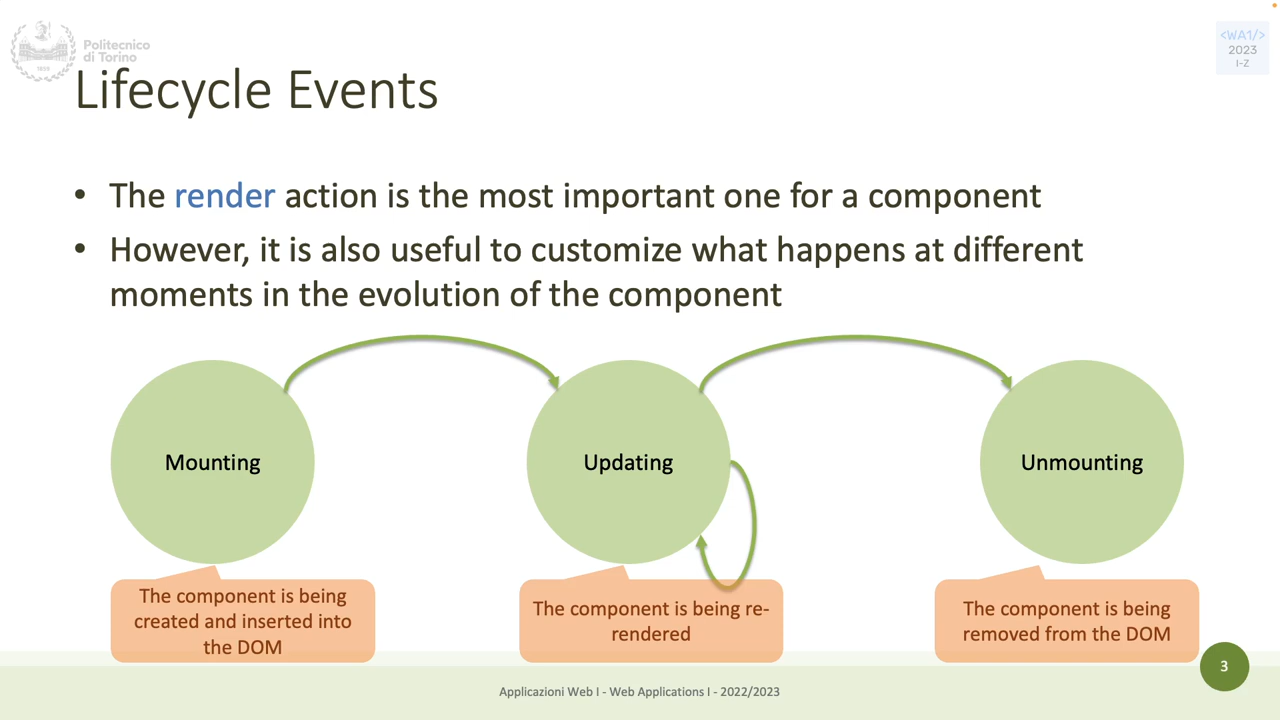 Politecnico
di Torino
1859
<WA1/>
2023
I-Z
Lifecycle Events
• The render action is the most important one for a component
• However, it is also useful to customize what happens at different
moments in the evolution of the component
Mounting
Updating
Unmounting
The component is being
created and inserted into
the DOM
The component is being re-
rendered
The component is being
removed from the DOM
3
Applicazioni Web I - Web Applications I - 2022/2023